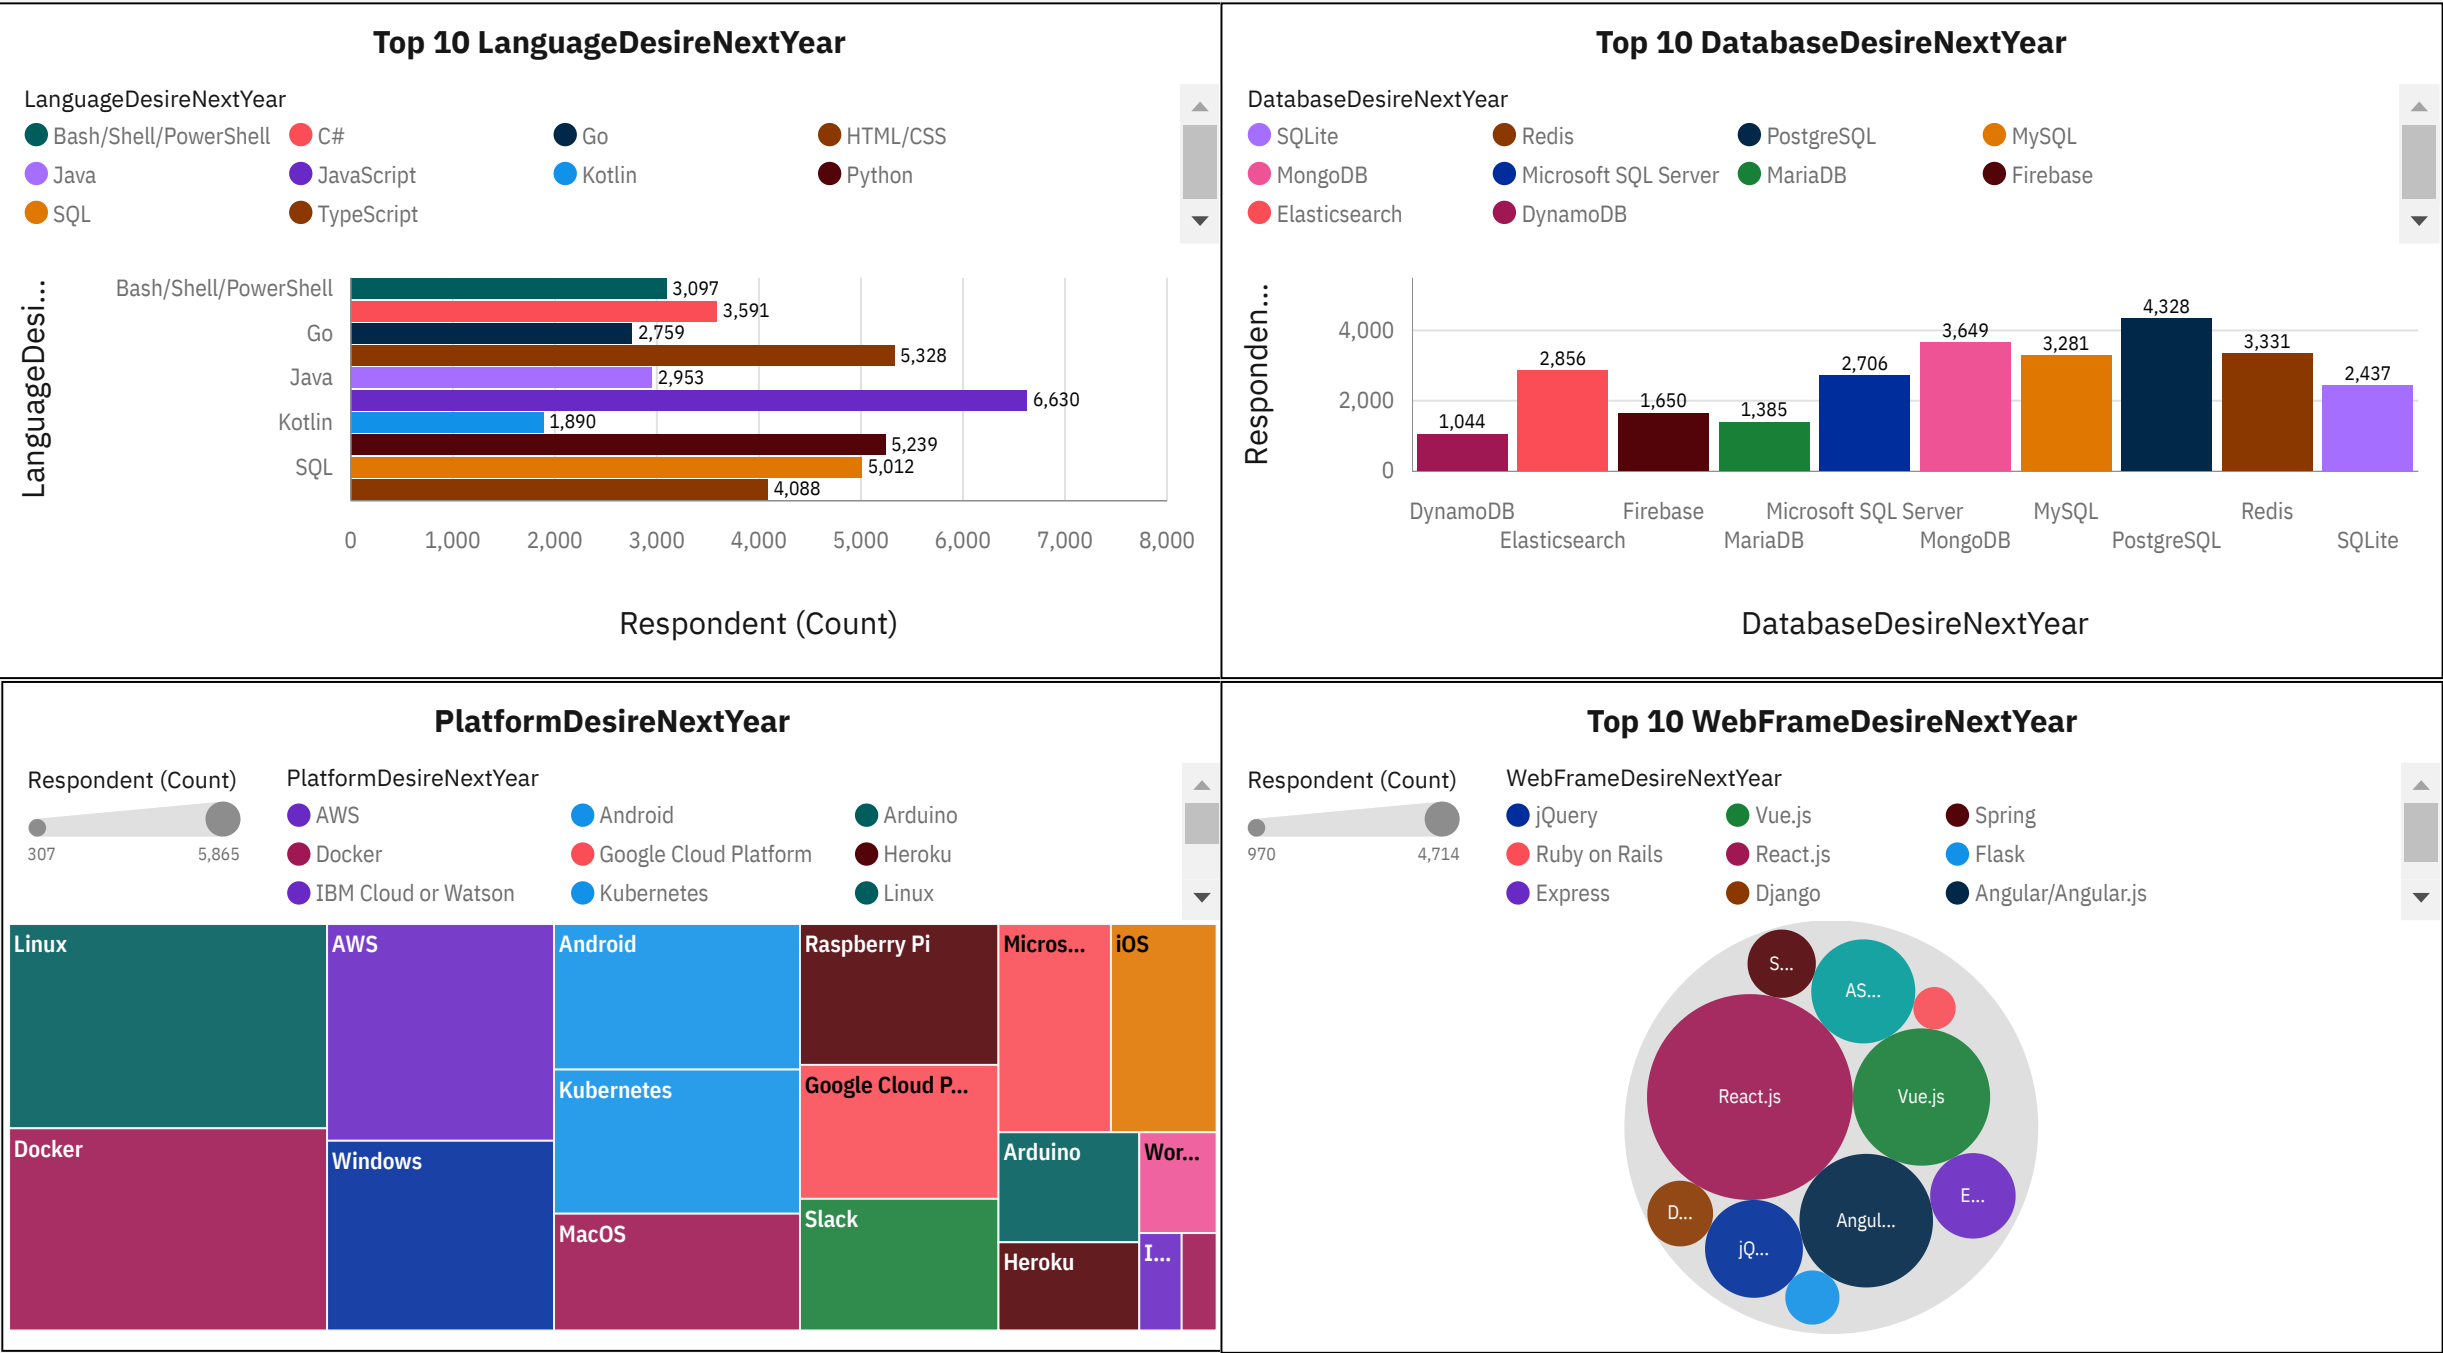 Top 10 LanguageDesireNextYear
LanguageDesireNextYear
Bash/Shell/PowerShell C# Go HTML/CSS
Java JavaScript Kotlin Python
SQL TypeScript
LanguageDesi...
Bash/Shell/PowerShell 3,097
3,591
Go 2,759
5,328
Java 2,953
6,630
Kotlin 1,890
5,239
SQL 5,012
4,088
0 1,000 2,000 3,000 4,000 5,000 6,000 7,000 8,000
Respondent (Count)
Top 10 DatabaseDesireNextYear
DatabaseDesireNextYear
SQLite Redis PostgreSQL MySQL
MongoDB Microsoft SQL Server MariaDB Firebase
Elasticsearch DynamoDB
Responden...
4,000
2,000
0
1,044 2,856 1,650 1,385 2,706 3,649 3,281 4,328 3,331 2,437
DynamoDB Firebase Microsoft SQL Server MySQL Redis
Elasticsearch MariaDB MongoDB PostgreSQL SQLite
DatabaseDesireNextYear
PlatformDesireNextYear
Respondent (Count)
307 5,865
PlatformDesireNextYear
AWS Android Arduino
Docker Google Cloud Platform Heroku
IBM Cloud or Watson Kubernetes Linux
Linux AWS Android Raspberry Pi Micros... iOS
Kubernetes Google Cloud P...
Docker Windows Arduino Wor...
MacOS Slack
Heroku I...
Top 10 WebFrameDesireNextYear
Respondent (Count)
970 4,714
WebFrameDesireNextYear
jQuery Vue.js Spring
Ruby on Rails React.js Flask
Express Django Angular/Angular.js
S...
AS...
React.js Vue.js
E...
D... Angul...
jQ...